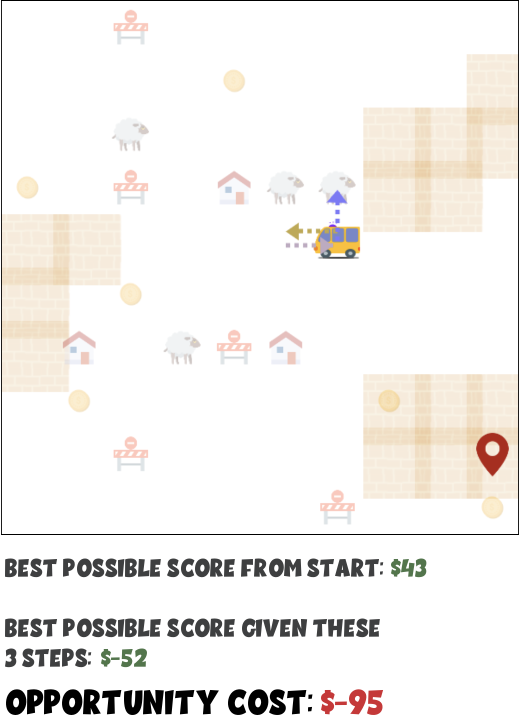 BEST POSSIBLE SCORE FROM START: $43
BEST POSSIBLE SCORE GIVEN THESE
3 STEPS: $-52
OPPORTUNITY COST: $-95